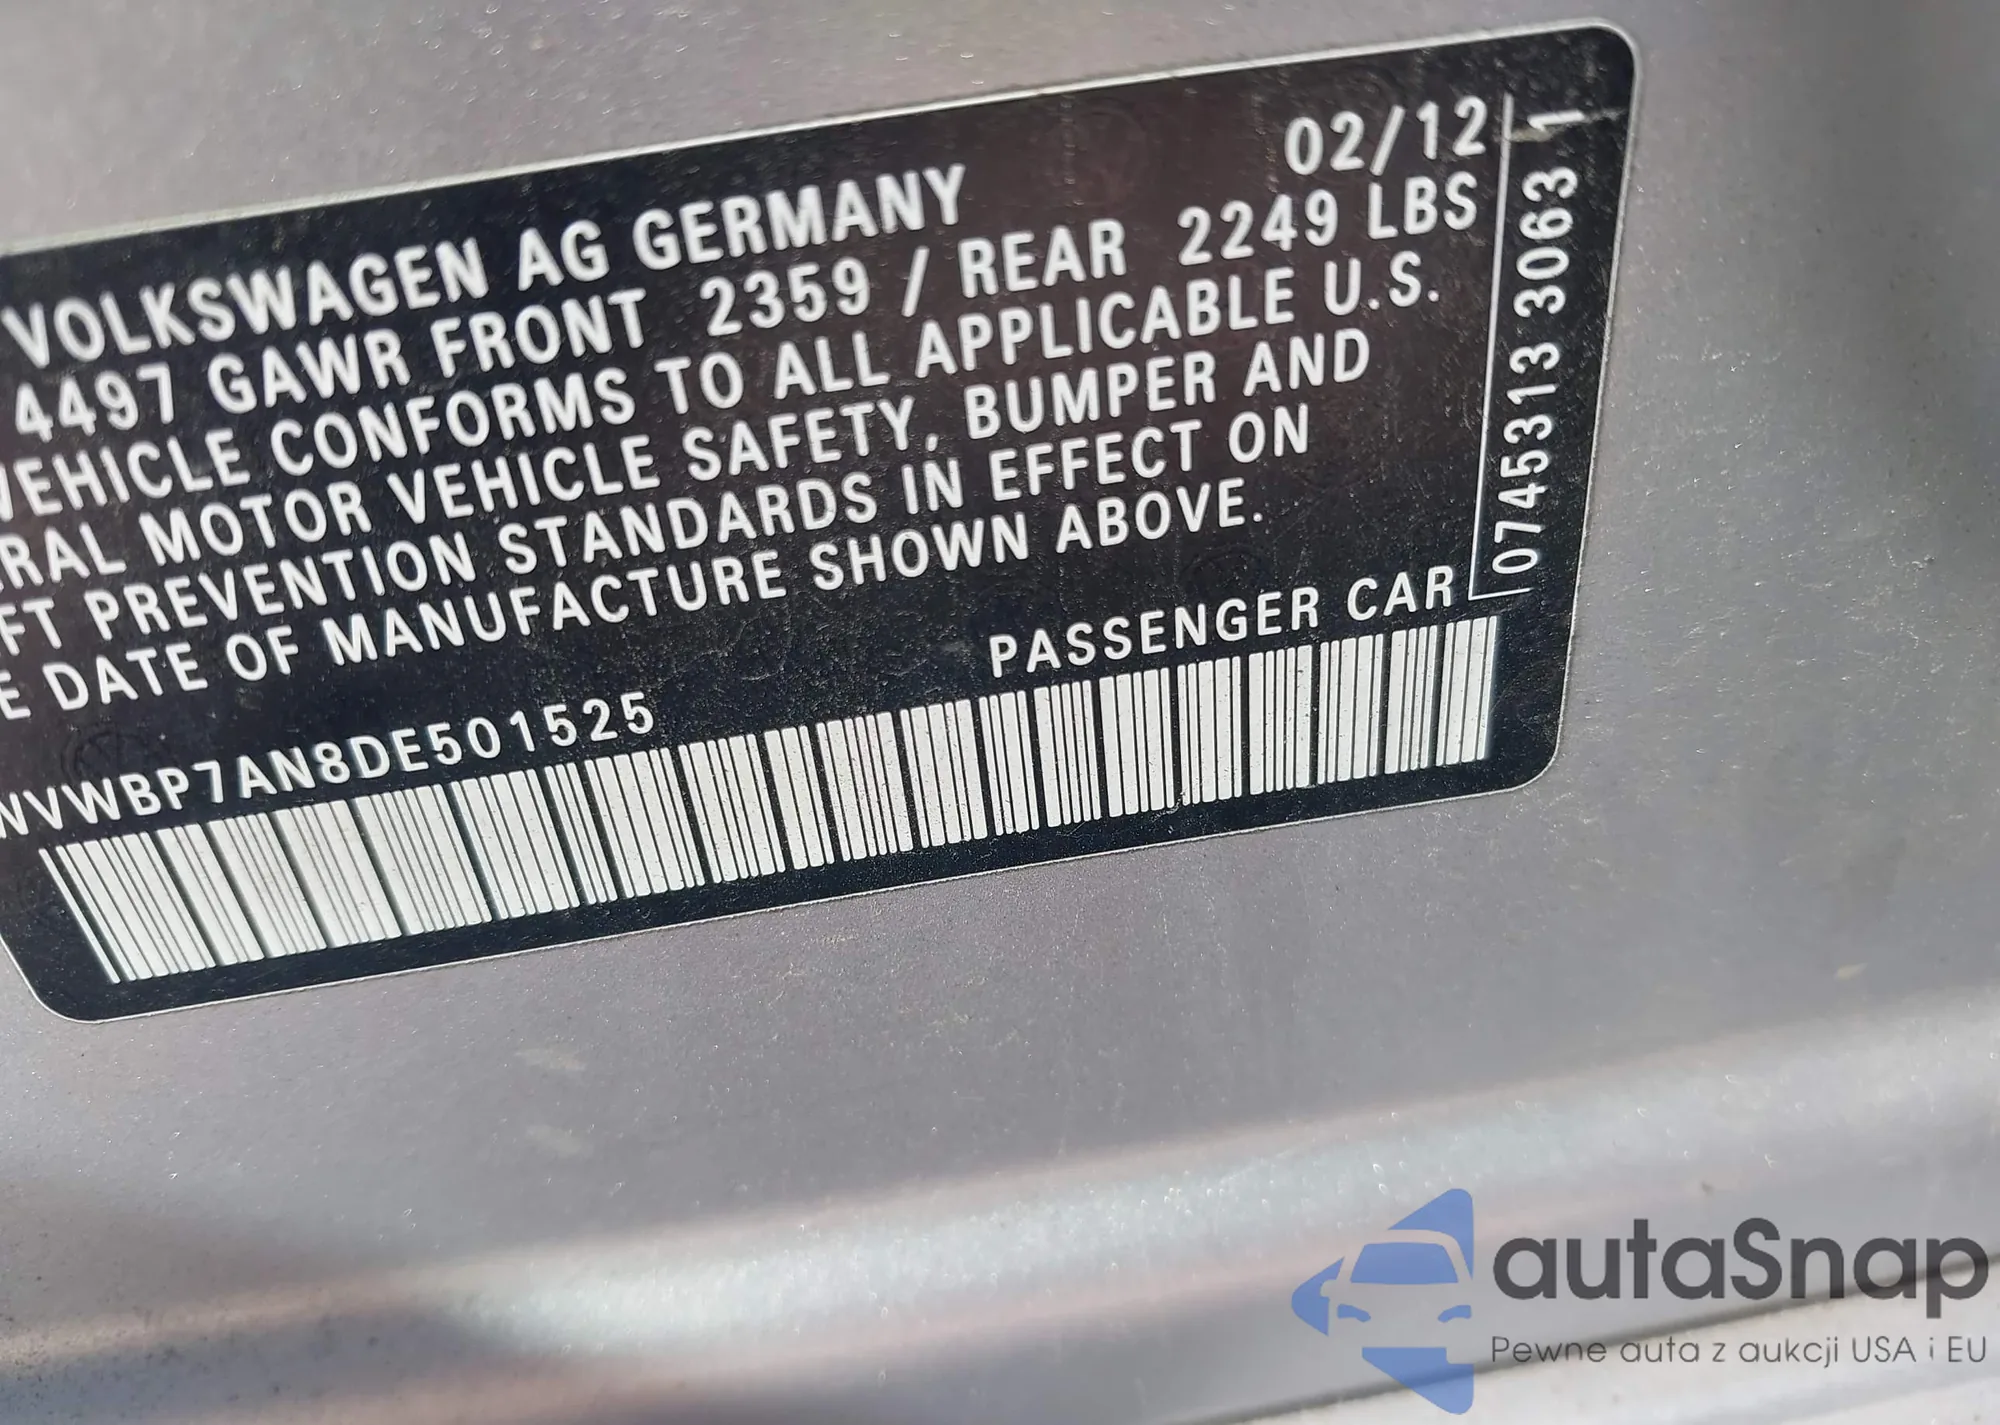 VOLKSWAGEN AG GERMANY 02/12
4497 GAWR FRONT 2359 / REAR 2249 LBS
VEHICLE CONFORMS TO ALL APPLICABLE U.S.
RAL MOTOR VEHICLE SAFETY, BUMPER AND
FT PREVENTION STANDARDS IN EFFECT ON
E DATE OF MANUFACTURE SHOWN ABOVE.
PASSENGER CAR
WVWBP7AN8DE501525
0745313 3063 1
autaSnap
Pewne auta z aukcji USA i EU